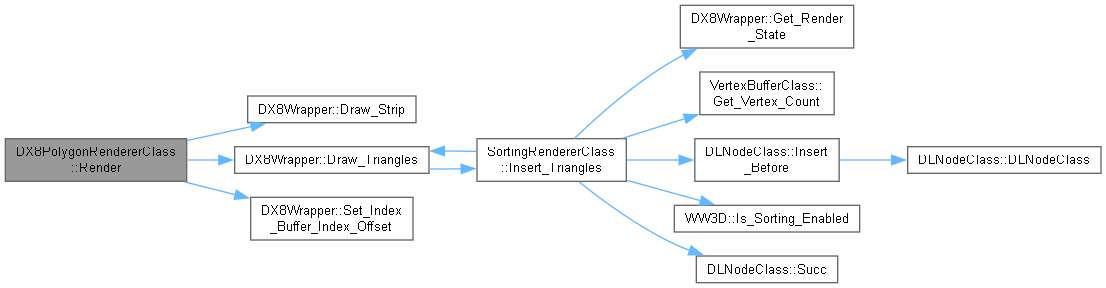 DX8PolygonRendererClass
::Render
DX8Wrapper::Draw_Strip
DX8Wrapper::Draw_Triangles
DX8Wrapper::Set_Index
_Buffer_Index_Offset
SortingRendererClass
::Insert_Triangles
DX8Wrapper::Get_Render
_State
VertexBufferClass::
Get_Vertex_Count
DLNodeClass::Insert
_Before
WW3D::Is_Sorting_Enabled
DLNodeClass::Succ
DLNodeClass::DLNodeClass